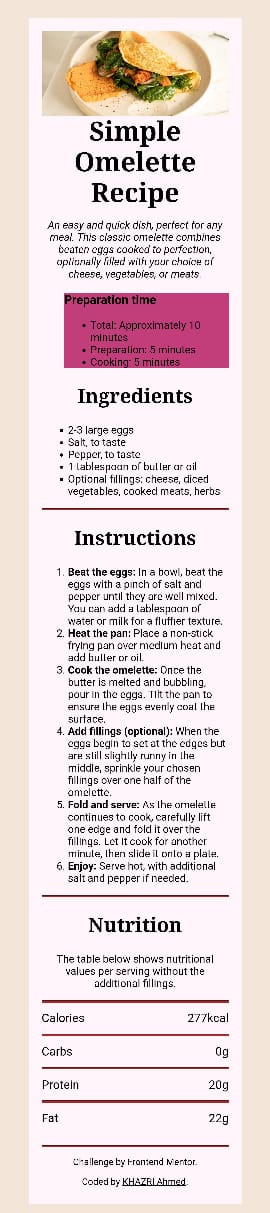 Simple
Omelette
Recipe
An easy and quick dish, perfect for any
meal. This classic omelette combines
beaten eggs cooked to perfection,
optionally filled with your choice of
cheese, vegetables, or meats.
Preparation time
• Total: Approximately 10
minutes
• Preparation: 5 minutes
• Cooking: 5 minutes
Ingredients
▪ 2-3 large eggs
▪ Salt, to taste
▪ Pepper, to taste
▪ 1 tablespoon of butter or oil
▪ Optional fillings: cheese, diced
vegetables, cooked meats, herbs
Instructions
1. Beat the eggs: In a bowl, beat the
eggs with a pinch of salt and
pepper until they are well mixed.
You can add a tablespoon of
water or milk for a fluffier texture.
2. Heat the pan: Place a non-stick
frying pan over medium heat and
add butter or oil.
3. Cook the omelette: Once the
butter is melted and bubbling,
pour in the eggs. Tilt the pan to
ensure the eggs evenly coat the
surface.
4. Add fillings (optional): When the
eggs begin to set at the edges but
are still slightly runny in the
middle, sprinkle your chosen
fillings over one half of the
omelette.
5. Fold and serve: As the omelette
continues to cook, carefully lift
one edge and fold it over the
fillings. Let it cook for another
minute, then slide it onto a plate.
6. Enjoy: Serve hot, with additional
salt and pepper if needed.
Nutrition
The table below shows nutritional
values per serving without the
additional fillings.
Calories 277kcal
Carbs 0g
Protein 20g
Fat 22g
Challenge by Frontend Mentor.
Coded by KHAZRI Ahmed.